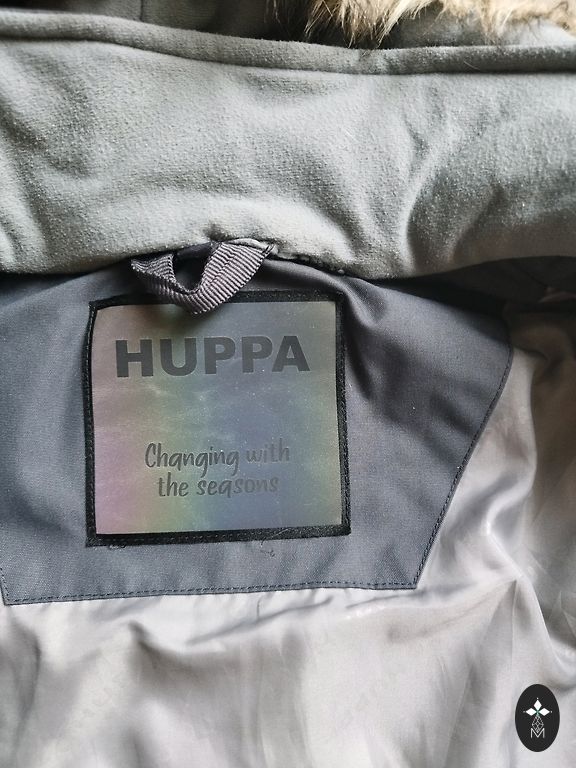 HUPPA
Changing with
the seasons